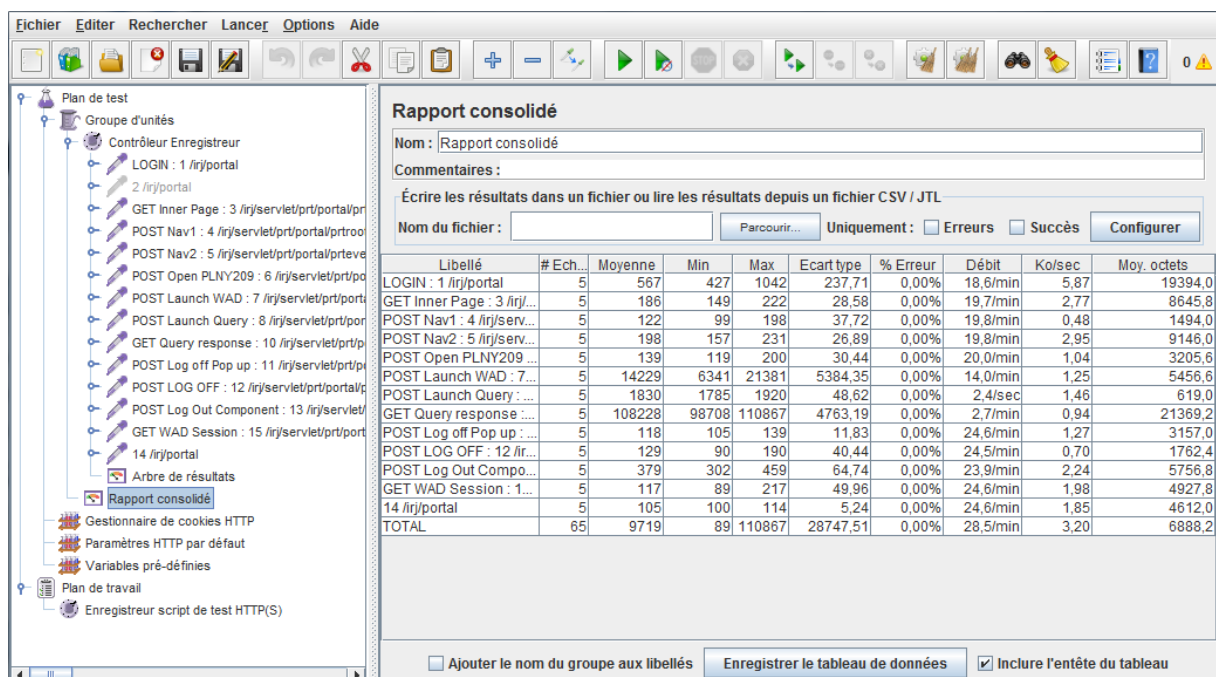 Fichier Editer Rechercher Lancer Options Aide
0
Plan de test
Groupe d'unités
Contrôleur Enregistreur
LOGIN : 1 /irj/portal
2 /irj/portal
GET Inner Page : 3 /irj/servlet/prt/portal/pr
POST Nav1 : 4 /irj/servlet/prt/portal/prtroo
POST Nav2 : 5 /irj/servlet/prt/portal/prteve
POST Open PLNY209 : 6 /irj/servlet/prt/po
POST Launch WAD : 7 /irj/servlet/prt/porta
POST Launch Query : 8 /irj/servlet/prt/por
GET Query response : 10 /irj/servlet/prt/p
POST Log off Pop up : 11 /irj/servlet/prt/p
POST LOG OFF : 12 /irj/servlet/prt/portal/p
POST Log Out Component : 13 /irj/servlet/
GET WAD Session : 15 /irj/servlet/prt/port
14 /irj/portal
Arbre de résultats
Rapport consolidé
Gestionnaire de cookies HTTP
Paramètres HTTP par défaut
Variables pré-définies
Plan de travail
Enregistreur script de test HTTP(S)
Rapport consolidé
Nom : Rapport consolidé
Commentaires :
Écrire les résultats dans un fichier ou lire les résultats depuis un fichier CSV / JTL
Nom du fichier : Parcourir... Uniquement : Erreurs Succès Configurer
Libellé # Ech... Moyenne Min Max Ecart type % Erreur Débit Ko/sec Moy. octets
LOGIN : 1 /irj/portal 5 567 427 1042 237,71 0,00% 18,6/min 5,87 19394,0
GET Inner Page : 3 /irj/... 5 186 149 222 28,58 0,00% 19,7/min 2,77 8645,8
POST Nav1 : 4 /irj/serv... 5 122 99 198 37,72 0,00% 19,8/min 0,48 1494,0
POST Nav2 : 5 /irj/serv... 5 198 157 231 26,89 0,00% 19,8/min 2,95 9146,0
POST Open PLNY209 ... 5 139 119 200 30,44 0,00% 20,0/min 1,04 3205,6
POST Launch WAD : 7... 5 14229 6341 21381 5384,35 0,00% 14,0/min 1,25 5456,6
POST Launch Query : ... 5 1830 1785 1920 48,62 0,00% 2,4/sec 1,46 619,0
GET Query response :... 5 108228 98708 110867 4763,19 0,00% 2,7/min 0,94 21369,2
POST Log off Pop up : ... 5 118 105 139 11,83 0,00% 24,6/min 1,27 3157,0
POST LOG OFF : 12 /ir... 5 129 90 190 40,44 0,00% 24,5/min 0,70 1762,4
POST Log Out Compo... 5 379 302 459 64,74 0,00% 23,9/min 2,24 5756,8
GET WAD Session : 1... 5 117 89 217 49,96 0,00% 24,6/min 1,98 4927,8
14 /irj/portal 5 105 100 114 5,24 0,00% 24,6/min 1,85 4612,0
TOTAL 65 9719 89 110867 28747,51 0,00% 28,5/min 3,20 6888,2
Ajouter le nom du groupe aux libellés Enregistrer le tableau de données Inclure l'entête du tableau